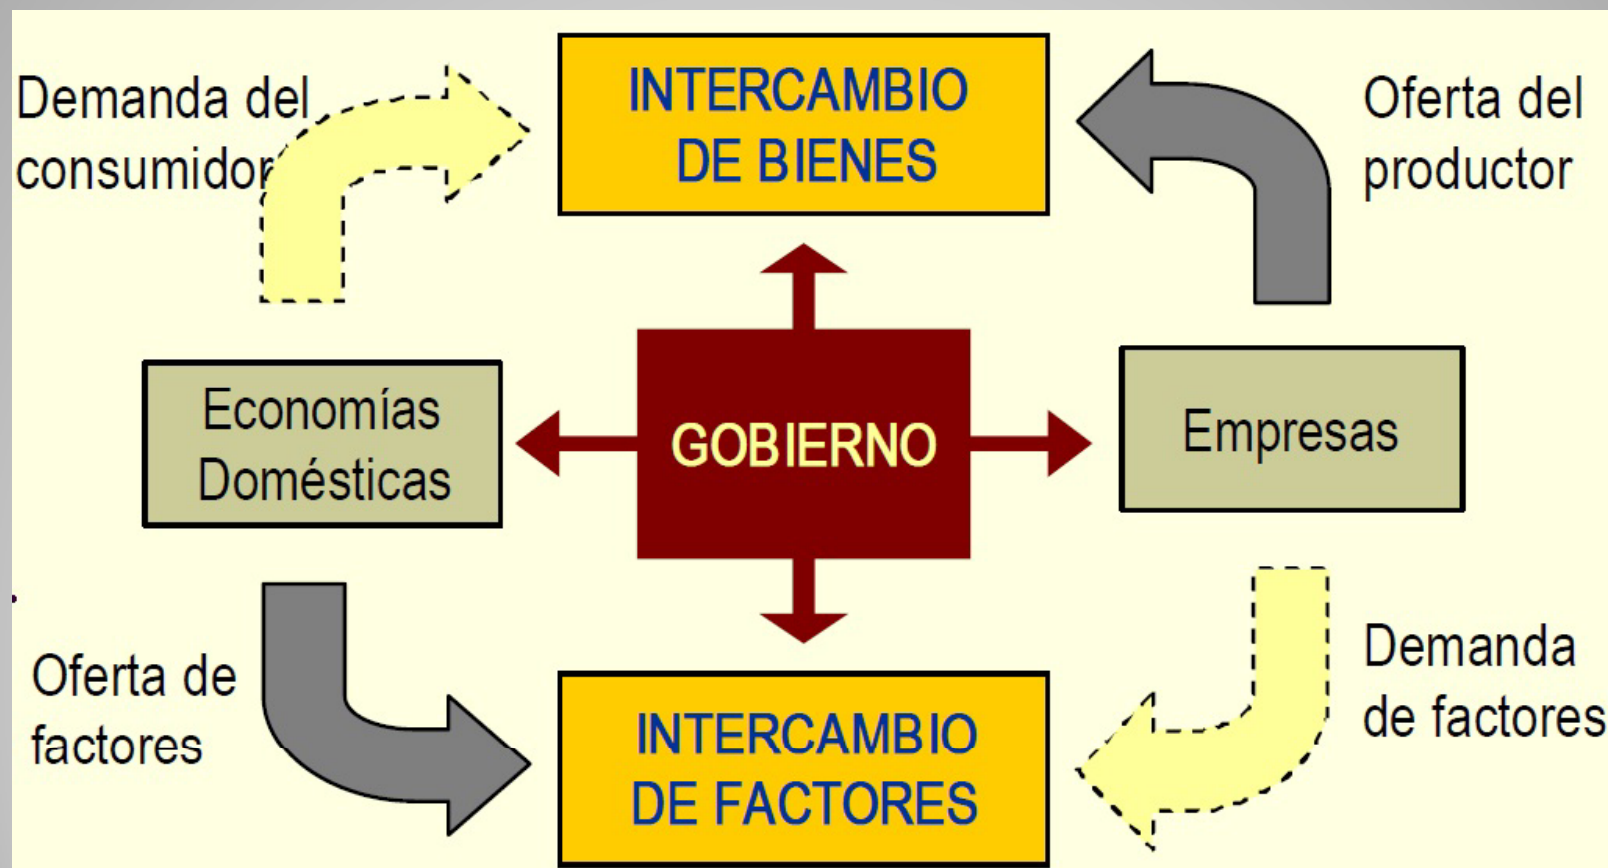 Demanda del
consumidor
INTERCAMBIO
DE BIENES
Oferta del
productor
Economías
Domésticas
GOBIERNO
Empresas
Oferta de
factores
INTERCAMBIO
DE FACTORES
Demanda
de factores